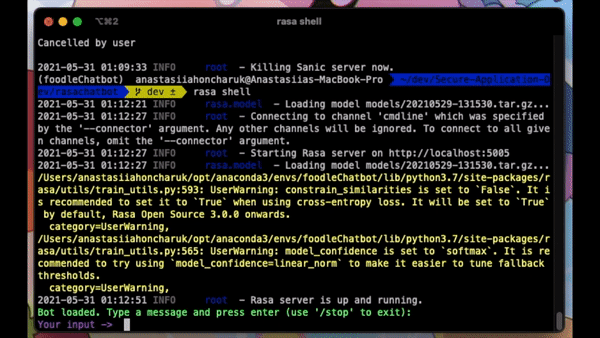 ⌥⌘2
rasa shell
Cancelled by user
2021-05-31 01:09:33 INFO root - Killing Sanic server now.
(foodleChatbot) anastasiiahoncharuk@Anastasiias-MacBook-Pro ~/dev/Secure-Application-D
ev/rasachatbot dev ± rasa shell
2021-05-31 01:12:21 INFO rasa.model - Loading model models/20210529-131530.tar.gz...
2021-05-31 01:12:27 INFO root - Connecting to channel 'cmdline' which was specified
by the '--connector' argument. Any other channels will be ignored. To connect to all give
n channels, omit the '--connector' argument.
2021-05-31 01:12:27 INFO root - Starting Rasa server on http://localhost:5005
2021-05-31 01:12:27 INFO rasa.model - Loading model models/20210529-131530.tar.gz...
/Users/anastasiiahoncharuk/opt/anaconda3/envs/foodleChatbot/lib/python3.7/site-packages/r
asa/utils/train_utils.py:593: UserWarning: constrain_similarities is set to `False`. It i
s recommended to set it to `True` when using cross-entropy loss. It will be set to `True`
by default, Rasa Open Source 3.0.0 onwards.
category=UserWarning,
/Users/anastasiiahoncharuk/opt/anaconda3/envs/foodleChatbot/lib/python3.7/site-packages/r
asa/utils/train_utils.py:565: UserWarning: model_confidence is set to `softmax`. It is re
commended to try using `model_confidence=linear_norm` to make it easier to tune fallback
thresholds.
category=UserWarning,
2021-05-31 01:12:51 INFO root - Rasa server is up and running.
Bot loaded. Type a message and press enter (use '/stop' to exit):
Your input ->